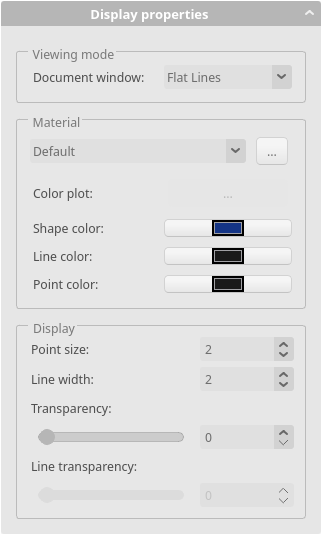 Display properties
Viewing mode
Document window: Flat Lines
Material
Default ...
Color plot: ...
Shape color:
Line color:
Point color:
Display
Point size: 2
Line width: 2
Transparency:
0
Line transparency:
0